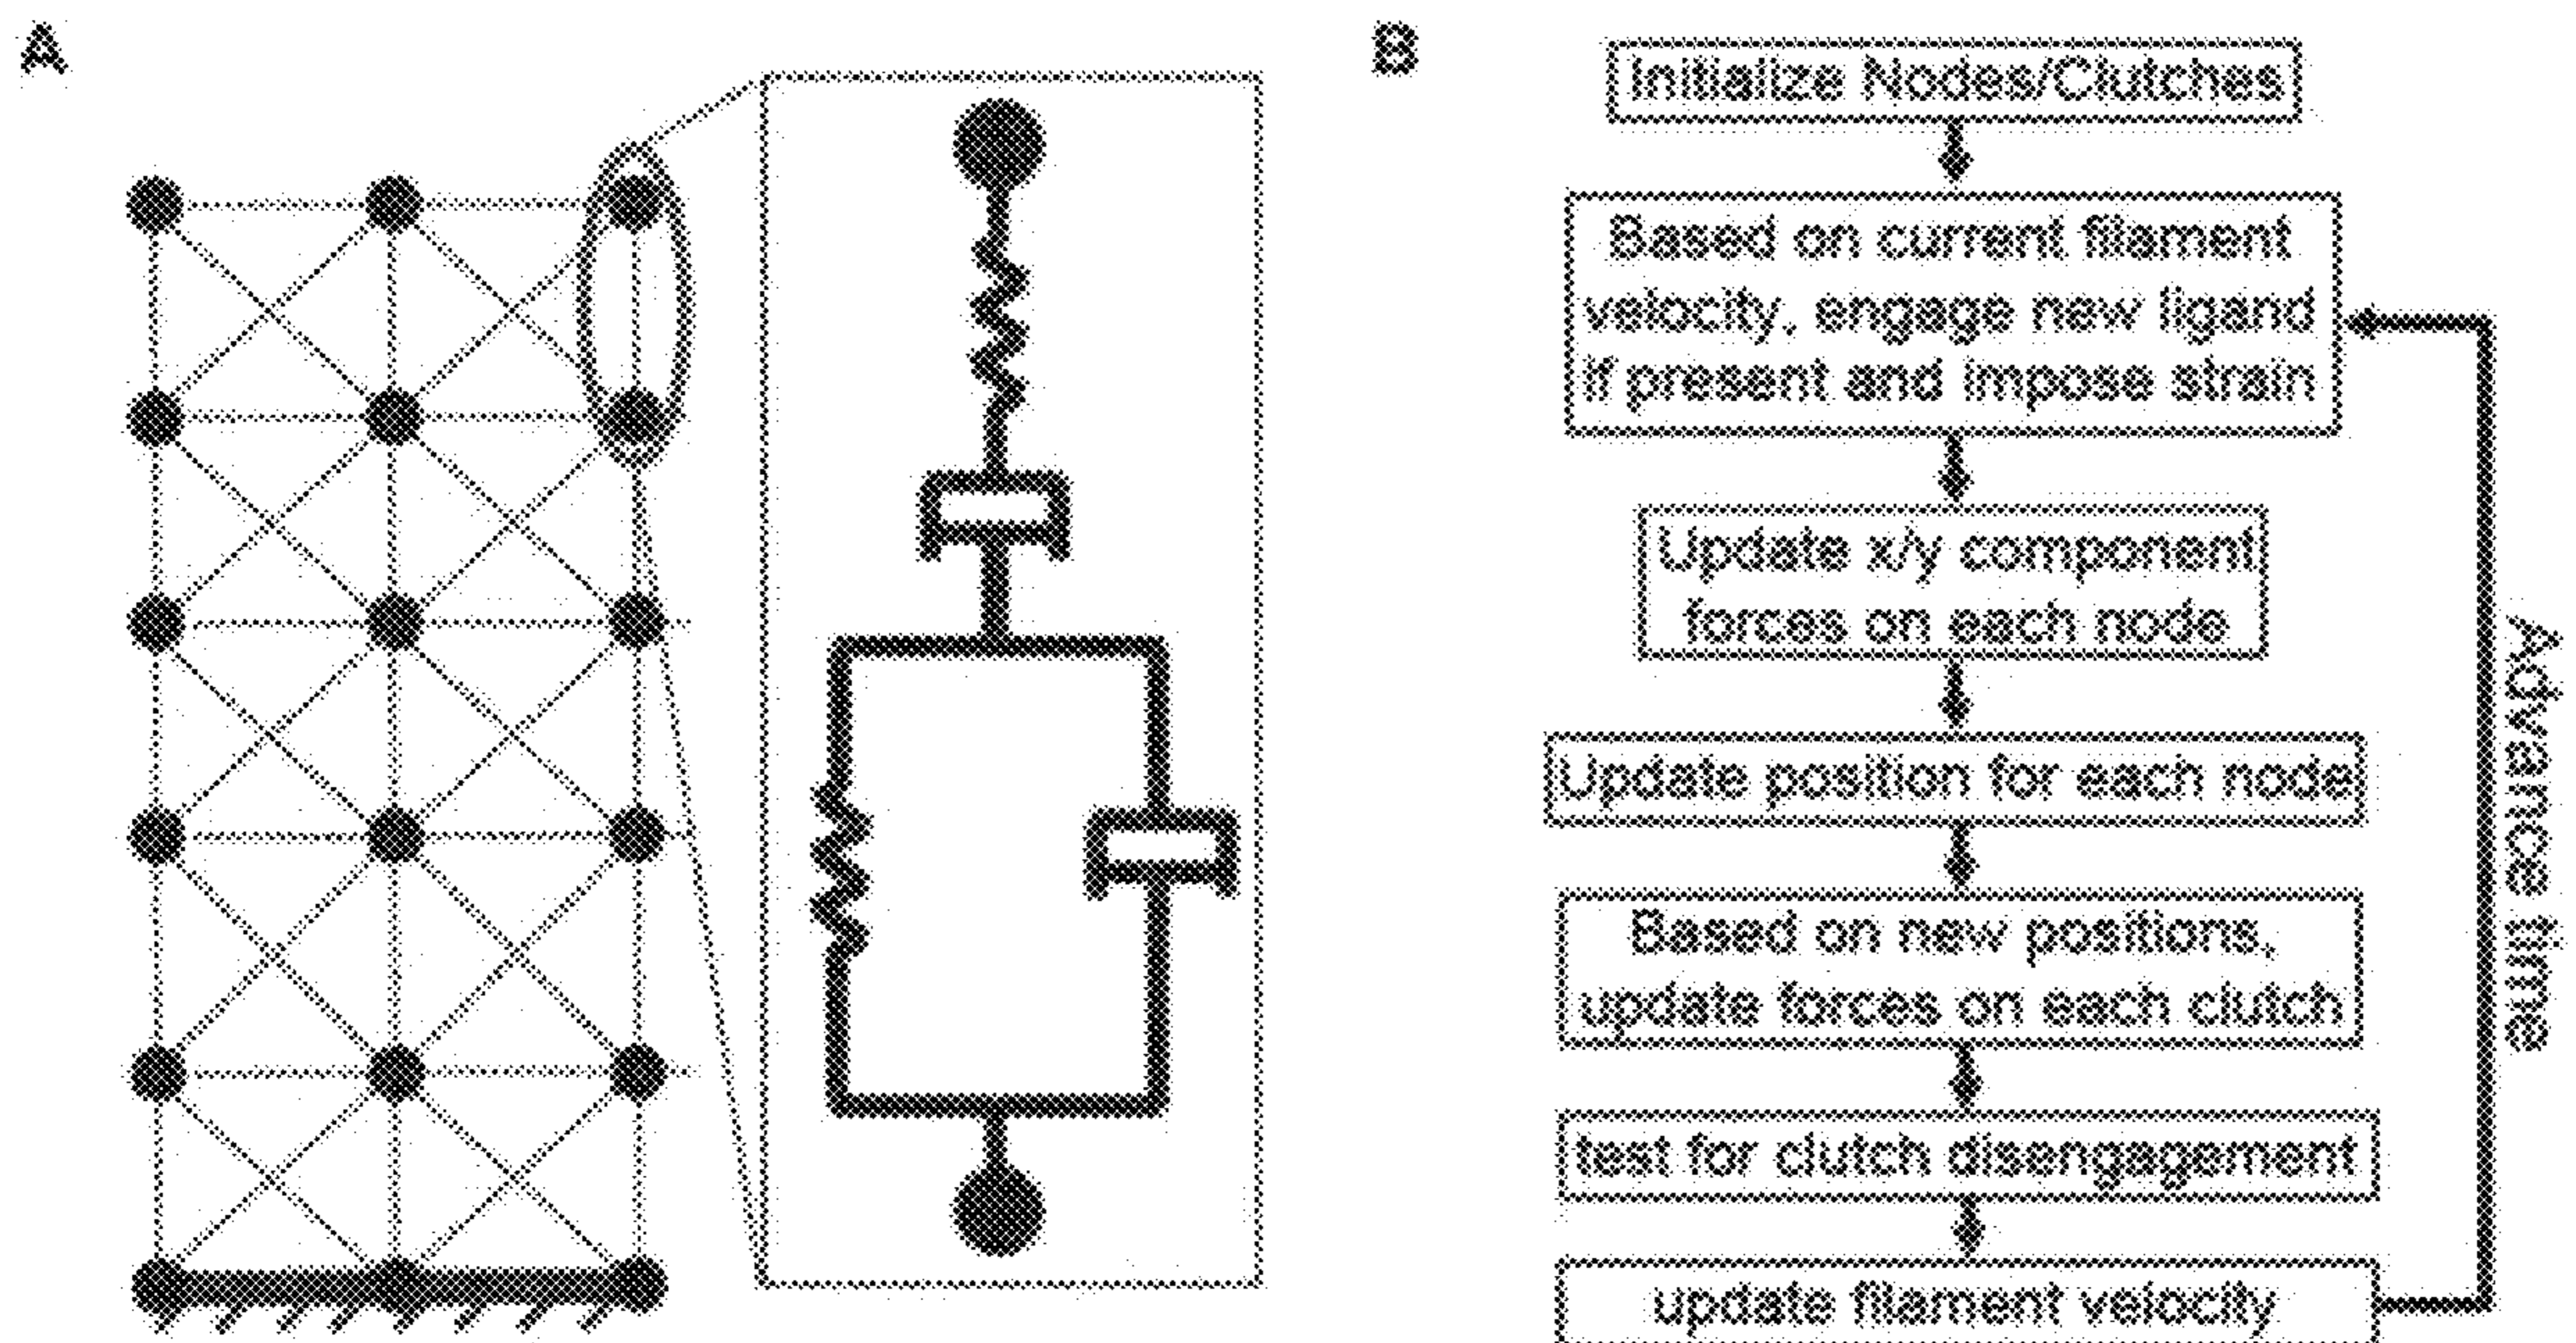 A
B
Initialize Nodes/Clutches
Based on current filament
velocity, engage new ligand
if present and impose strain
Update x/y component
forces on each node
Update position for each node
Based on new positions,
update forces on each clutch
test for clutch disengagement
update filament velocity
Advance time